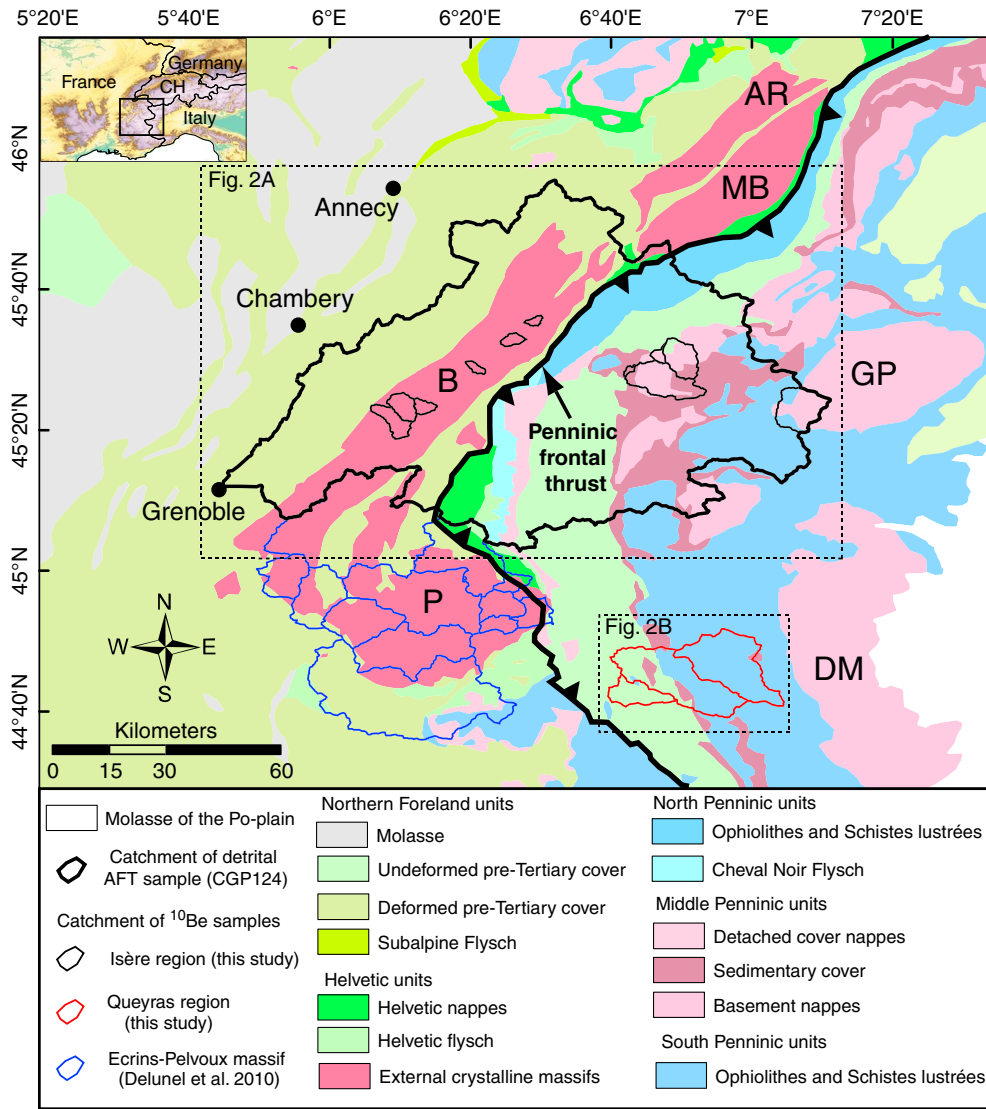 5°20'E 6°E 6°20'E 6°40'E 7°E 7°20'E
46°N
45°40'N
45°20'N
45°N
44°40'N
Germany
France
CH
Italy
AR
MB
Fig. 2A
Annecy
Chambery
B
GP
Penninic
frontal
thrust
Grenoble
P
Fig. 2B
DM
N
W E
S
Kilometers
0 15 30 60
Molasse of the Po-plain
Catchment of detrital
AFT sample (CGP124)
Catchment of ¹⁰Be samples
Isère region (this study)
Queyras region
(this study)
Ecrins-Pelvoux massif
(Delunel et al. 2010)
Northern Foreland units
Molasse
Undeformed pre-Tertiary cover
Deformed pre-Tertiary cover
Subalpine Flysch
Helvetic units
Helvetic nappes
Helvetic flysch
External crystalline massifs
North Penninic units
Ophiolithes and Schistes lustrées
Cheval Noir Flysch
Middle Penninic units
Detached cover nappes
Sedimentary cover
Basement nappes
South Penninic units
Ophiolithes and Schistes lustrées